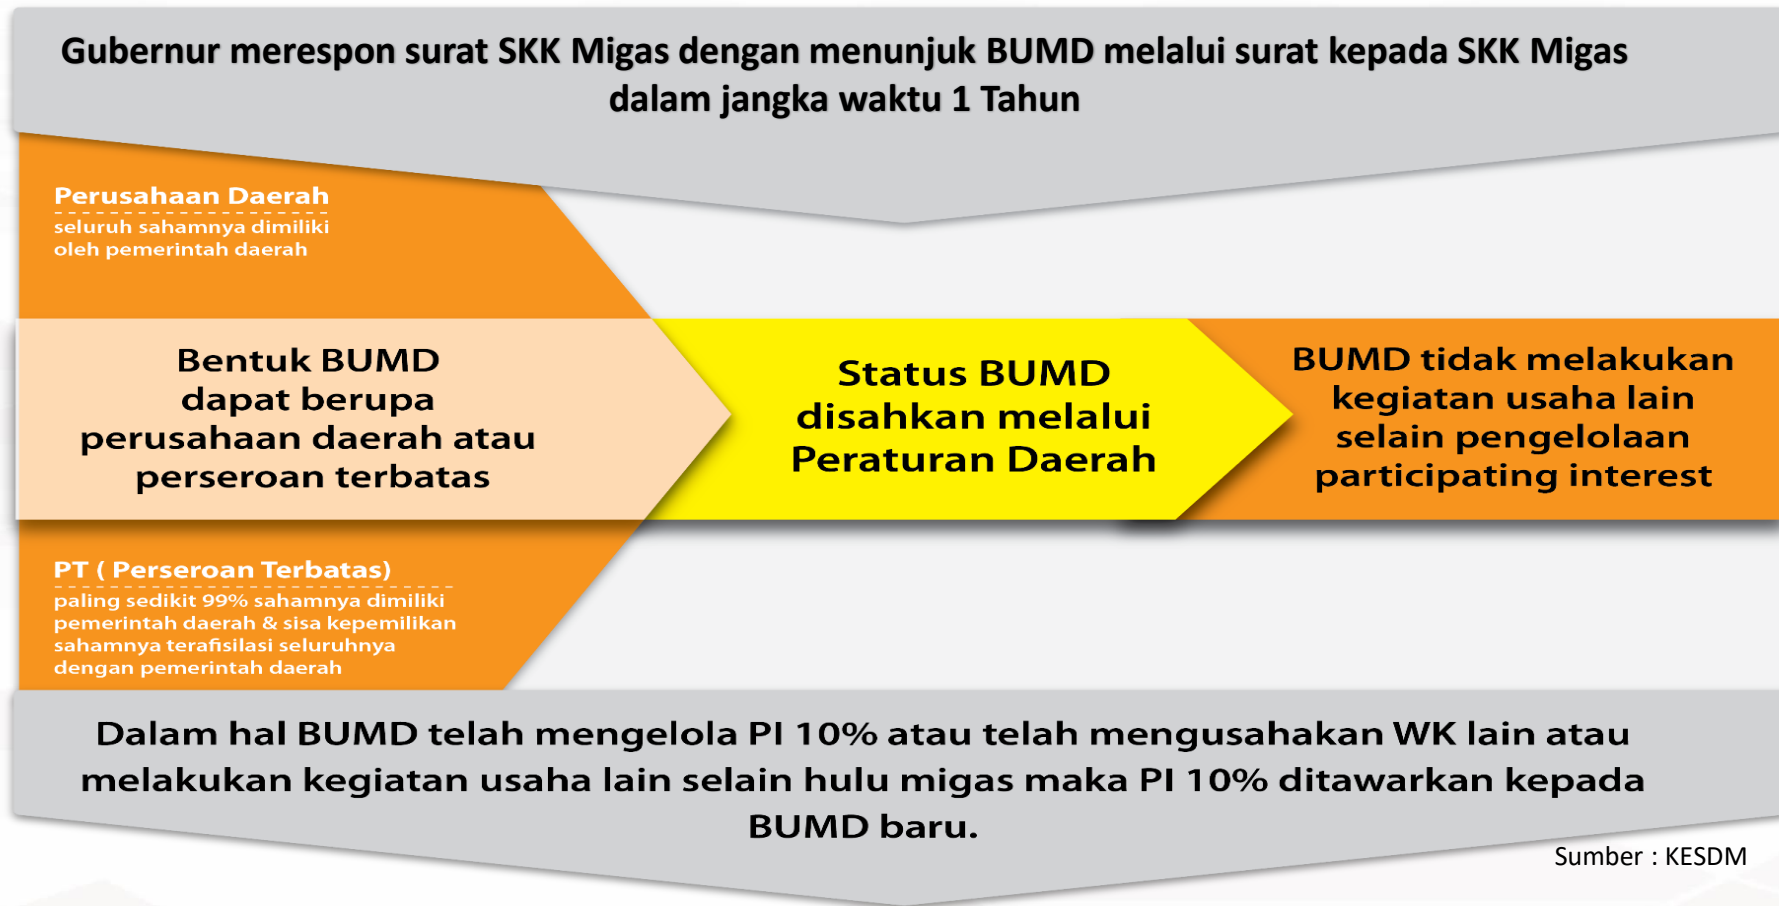 Gubernur merespon surat SKK Migas dengan menunjuk BUMD melalui surat kepada SKK Migas
dalam jangka waktu 1 Tahun
Perusahaan Daerah
seluruh sahamnya dimiliki
oleh pemerintah daerah
Bentuk BUMD
dapat berupa
perusahaan daerah atau
perseroan terbatas
Status BUMD
disahkan melalui
Peraturan Daerah
BUMD tidak melakukan
kegiatan usaha lain
selain pengelolaan
participating interest
PT ( Perseroan Terbatas)
paling sedikit 99% sahamnya dimiliki
pemerintah daerah & sisa kepemilikan
sahamnya terafisilasi seluruhnya
dengan pemerintah daerah
Dalam hal BUMD telah mengelola PI 10% atau telah mengusahakan WK lain atau
melakukan kegiatan usaha lain selain hulu migas maka PI 10% ditawarkan kepada
BUMD baru.
Sumber : KESDM